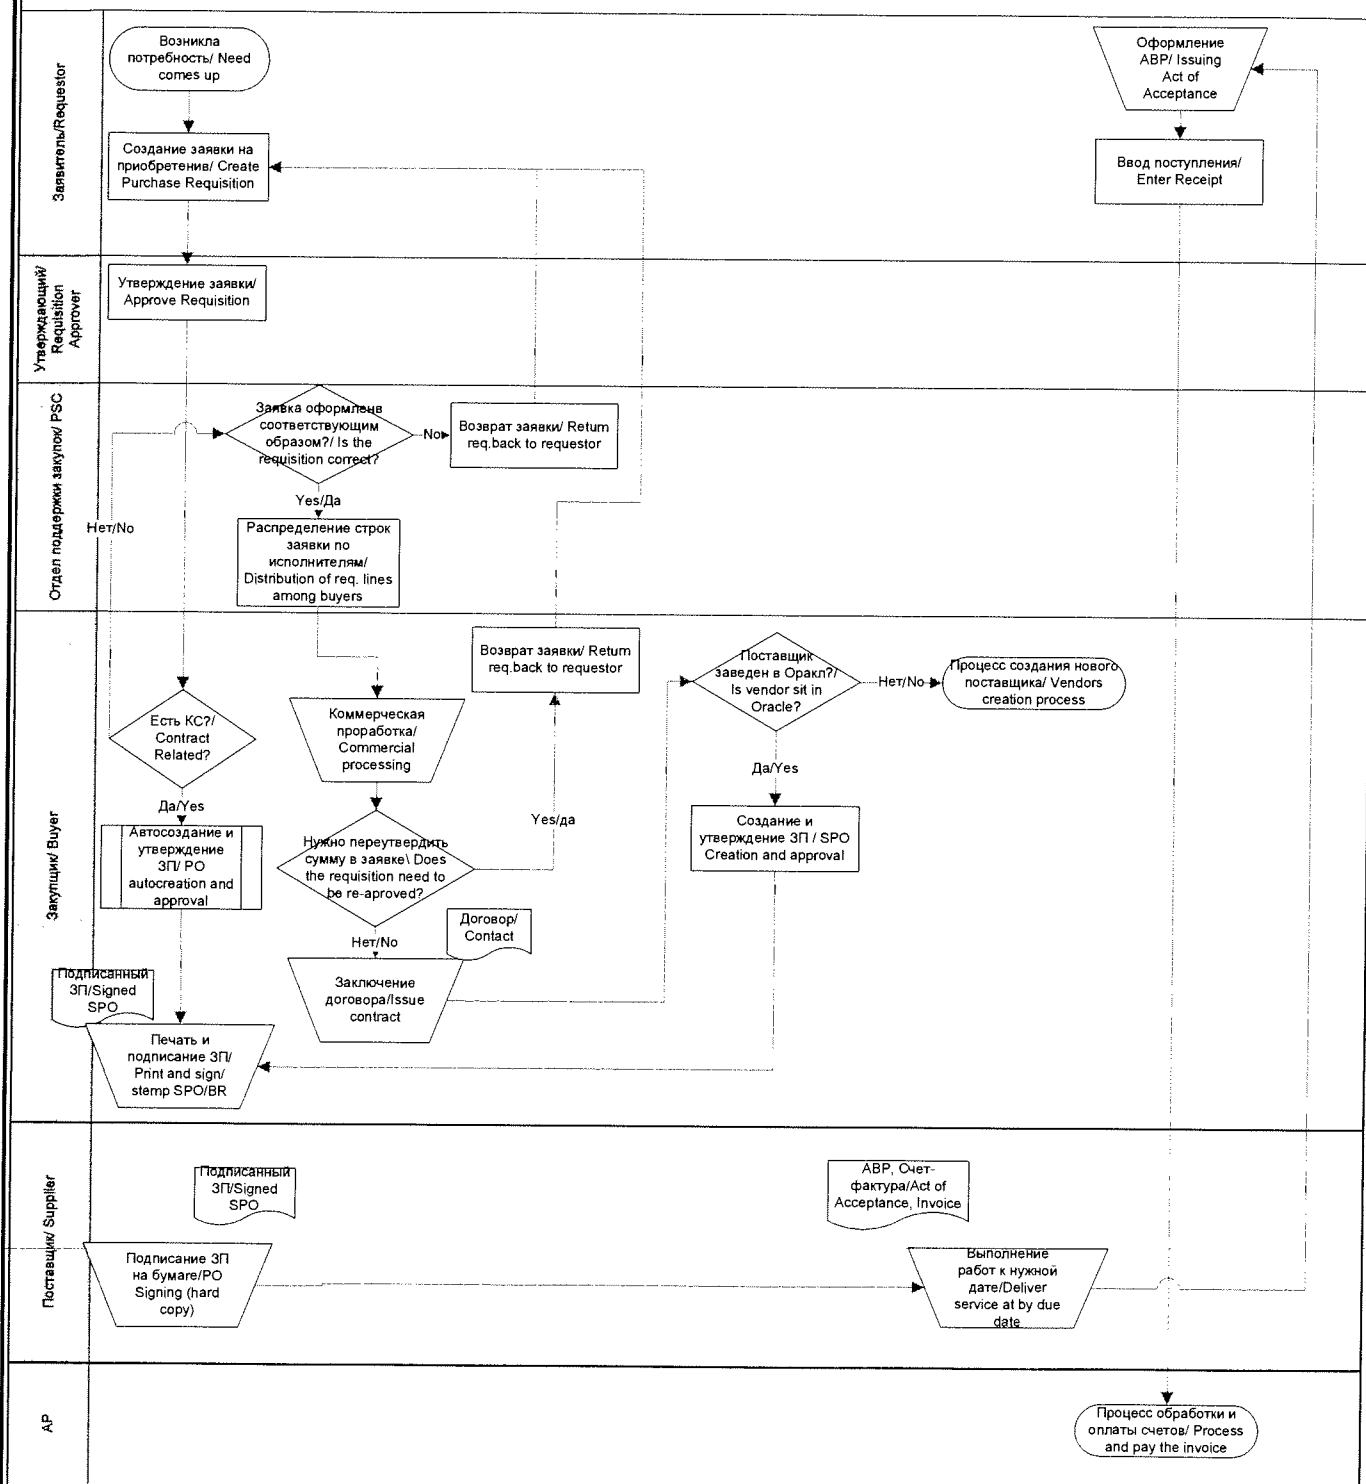 Заявитель/Requestor
Возникла
потребность/ Need
comes up
Создание заявки на
приобретение/ Create
Purchase Requisition
Оформление
АВР/ Issuing
Act of
Acceptance
Ввод поступления/
Enter Receipt
Утверждающий/
Requisition
Approver
Утверждение заявки/
Approve Requisition
Отдел поддержки закупок/ PSC
Заявка оформленв
соответствующим
образом?/ Is the
requisition correct?
No
Возврат заявки/ Return
req.back to requestor
Yes/Да
Нет/No
Распределение строк
заявки по
исполнителям/
Distribution of req. lines
among buyers
Закупщик/ Buyer
Возврат заявки/ Return
req.back to requestor
Поставщик
заведен в Оракл?/
Is vendor sit in
Oracle?
Нет/No
Процесс создания нового
поставщика/ Vendors
creation process
Есть КС?/
Contract
Related?
Коммерческая
проработка/
Commercial
processing
Да/Yes
Да/Yes
Автосоздание и
утверждение
ЗП/ PO
autocreation and
approval
Нужно переутвердить
сумму в заявке\ Does
the requisition need to
be re-aproved?
Yes/да
Создание и
утверждение ЗП / SPO
Creation and approval
Нет/No
Договор/
Contact
Заключение
договора/Issue
contract
Подписанный
ЗП/Signed
SPO
Печать и
подписание ЗП/
Print and sign/
stemp SPO/BR
Поставщик/ Supplier
Подписанный
ЗП/Signed
SPO
АВР, Счет-
фактура/Act of
Acceptance, Invoice
Подписание ЗП
на бумаге/PO
Signing (hard
copy)
Выполнение
работ к нужной
дате/Deliver
service at by due
date
AP
Процесс обработки и
оплаты счетов/ Process
and pay the invoice